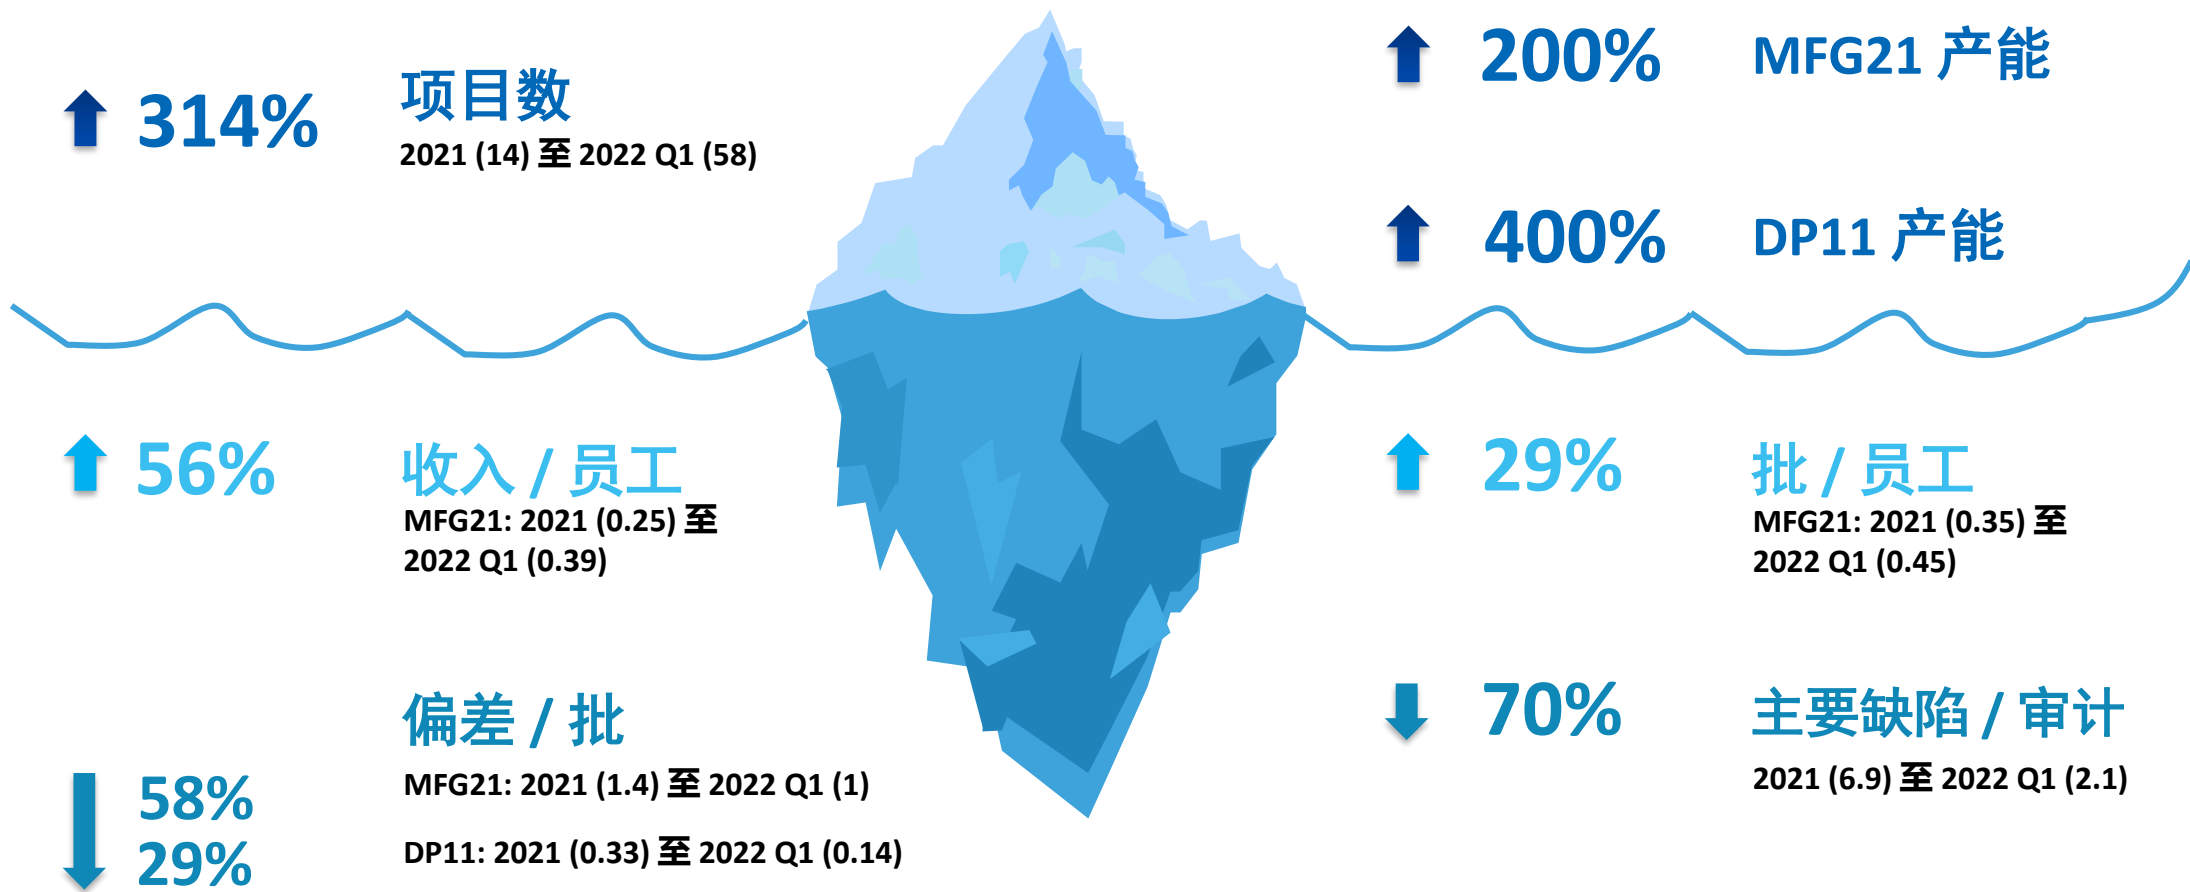 314%
项目数
2021 (14) 至 2022 Q1 (58)
200%
MFG21 产能
400%
DP11 产能
56%
收入 / 员工
MFG21: 2021 (0.25) 至
2022 Q1 (0.39)
29%
批 / 员工
MFG21: 2021 (0.35) 至
2022 Q1 (0.45)
偏差 / 批
58%
29%
MFG21: 2021 (1.4) 至 2022 Q1 (1)
DP11: 2021 (0.33) 至 2022 Q1 (0.14)
70%
主要缺陷 / 审计
2021 (6.9) 至 2022 Q1 (2.1)